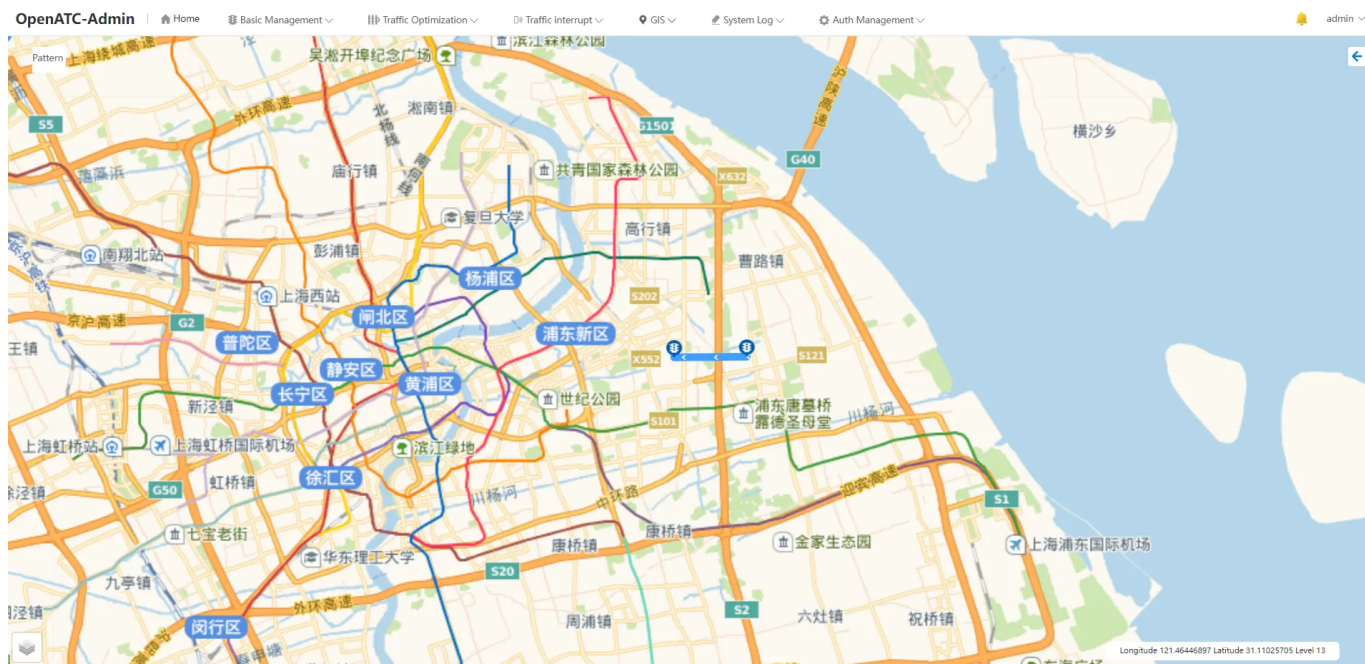 OpenATC-Admin
Home
Basic Management
Traffic Optimization
Traffic interrupt
GIS
System Log
Auth Management
admin
Pattern
上海绕城高速
吴淞开埠纪念广场
滨江森林公园
沪陕高速
外环高速
北杨线
淞南镇
S5
G1501
横沙乡
G40
南何线
庙行镇
共青国家森林公园
X632
蕰藻浜
复旦大学
高行镇
彭浦镇
南翔北站
曹路镇
杨浦区
上海西站
S202
闸北区
京沪高速
G2
普陀区
浦东新区
王镇
X552
S121
静安区
黄浦区
长宁区
世纪公园
新泾镇
浦东唐墓桥
露德圣母堂
川杨河
S101
上海虹桥站
上海虹桥国际机场
滨江绿地
徐汇区
虹桥镇
G50
川杨河
中环路
迎宾高速
S1
七宝老街
康桥镇
康桥镇
金家生态园
上海浦东国际机场
华东理工大学
S20
九亭镇
外环高速
S2
六灶镇
祝桥镇
周浦镇
泗泾镇
闵行区
春申塘
Longitude 121.46446897 Latitude 31.11025705 Level 13